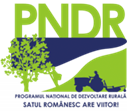 PNDR
PROGRAMUL NAȚIONAL DE DEZVOLTARE RURALĂ
SATUL ROMÂNESC ARE VIITOR!